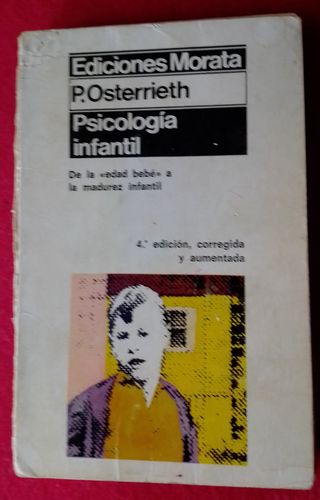 Ediciones Morata
P. Osterrieth
Psicología
infantil
De la «edad bebé» a
la madurez infantil
4.ª edición, corregida
y aumentada